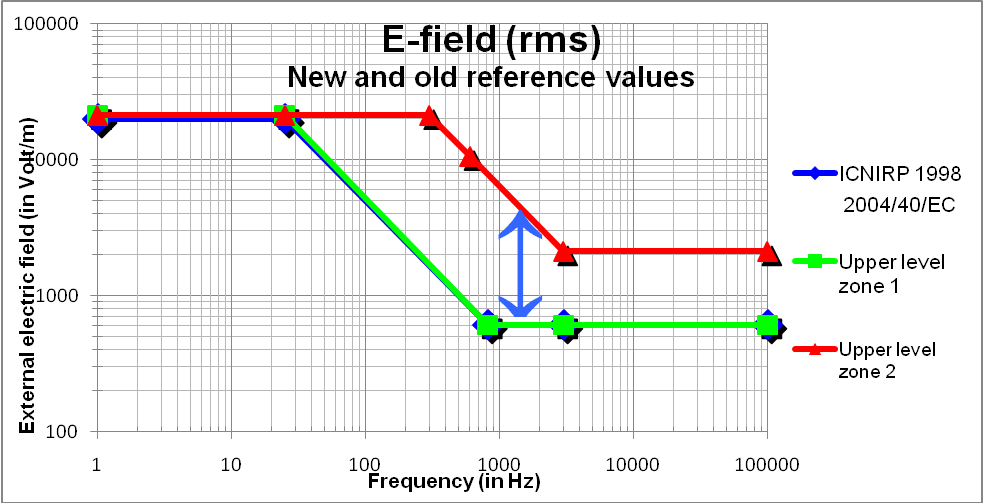 E-field (rms)
New and old reference values
External electric field (in Volt/m)
100000
10000
1000
100
1
10
100
1000
10000
100000
Frequency (in Hz)
ICNIRP 1998
2004/40/EC
Upper level
zone 1
Upper level
zone 2